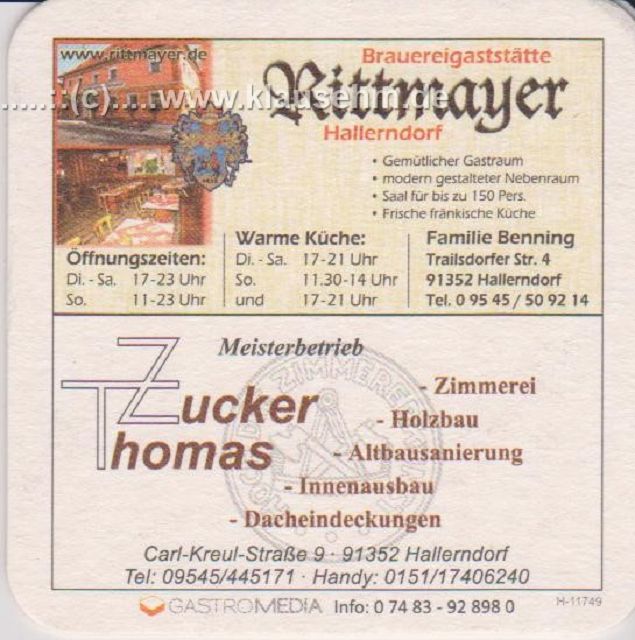 www.rittmayer.de
Brauereigaststätte
Rittmayer
.....::(c)....www.klausehm.de
Hallerndorf
• Gemütlicher Gastraum
• modern gestalteter Nebenraum
• Saal für bis zu 150 Pers.
• Frische fränkische Küche
Öffnungszeiten:
Di. - Sa. 17-23 Uhr
So. 11-23 Uhr
Warme Küche:
Di. - Sa. 17-21 Uhr
So. 11.30-14 Uhr
und 17-21 Uhr
Familie Benning
Trailsdorfer Str. 4
91352 Hallerndorf
Tel. 0 95 45 / 50 92 14
Meisterbetrieb
Zucker
Thomas
- Zimmerei
- Holzbau
- Altbausanierung
- Innenausbau
- Dacheindeckungen
Carl-Kreul-Straße 9 · 91352 Hallerndorf
Tel: 09545/445171 · Handy: 0151/17406240
GASTROMEDIA Info: 0 74 83 - 92 898 0
H-11749